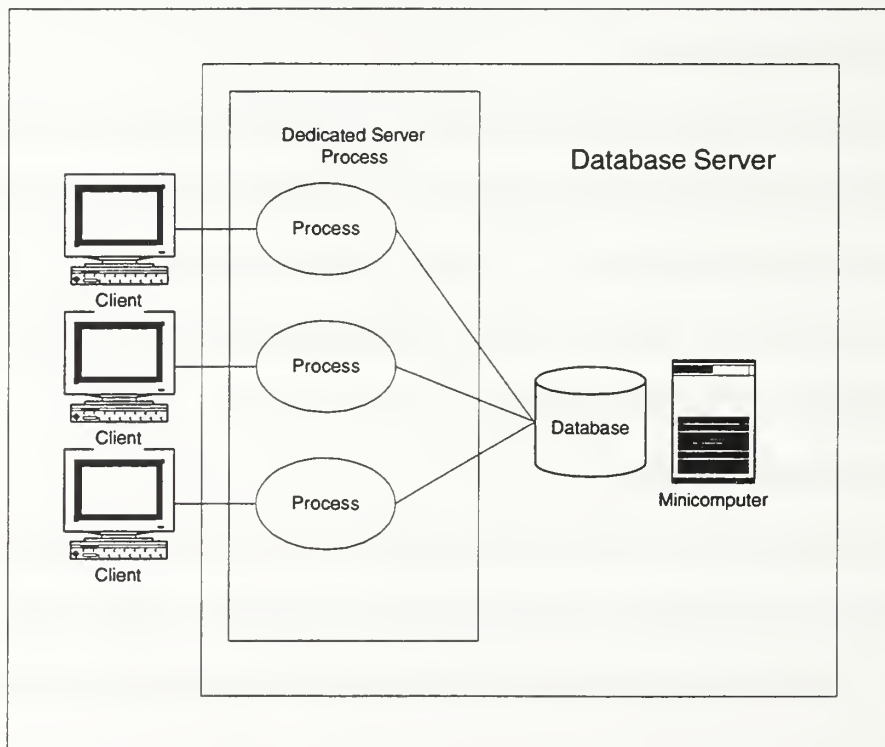 Dedicated Server
Process
Database Server
Process
Client
Process
Client
Database
Process
Minicomputer
Client